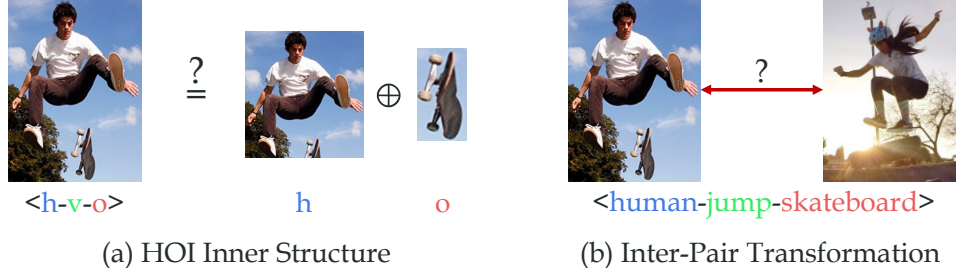 ? =
⊕
?
<h-v-o>
h
o
<human-jump-skateboard>
(a) HOI Inner Structure
(b) Inter-Pair Transformation